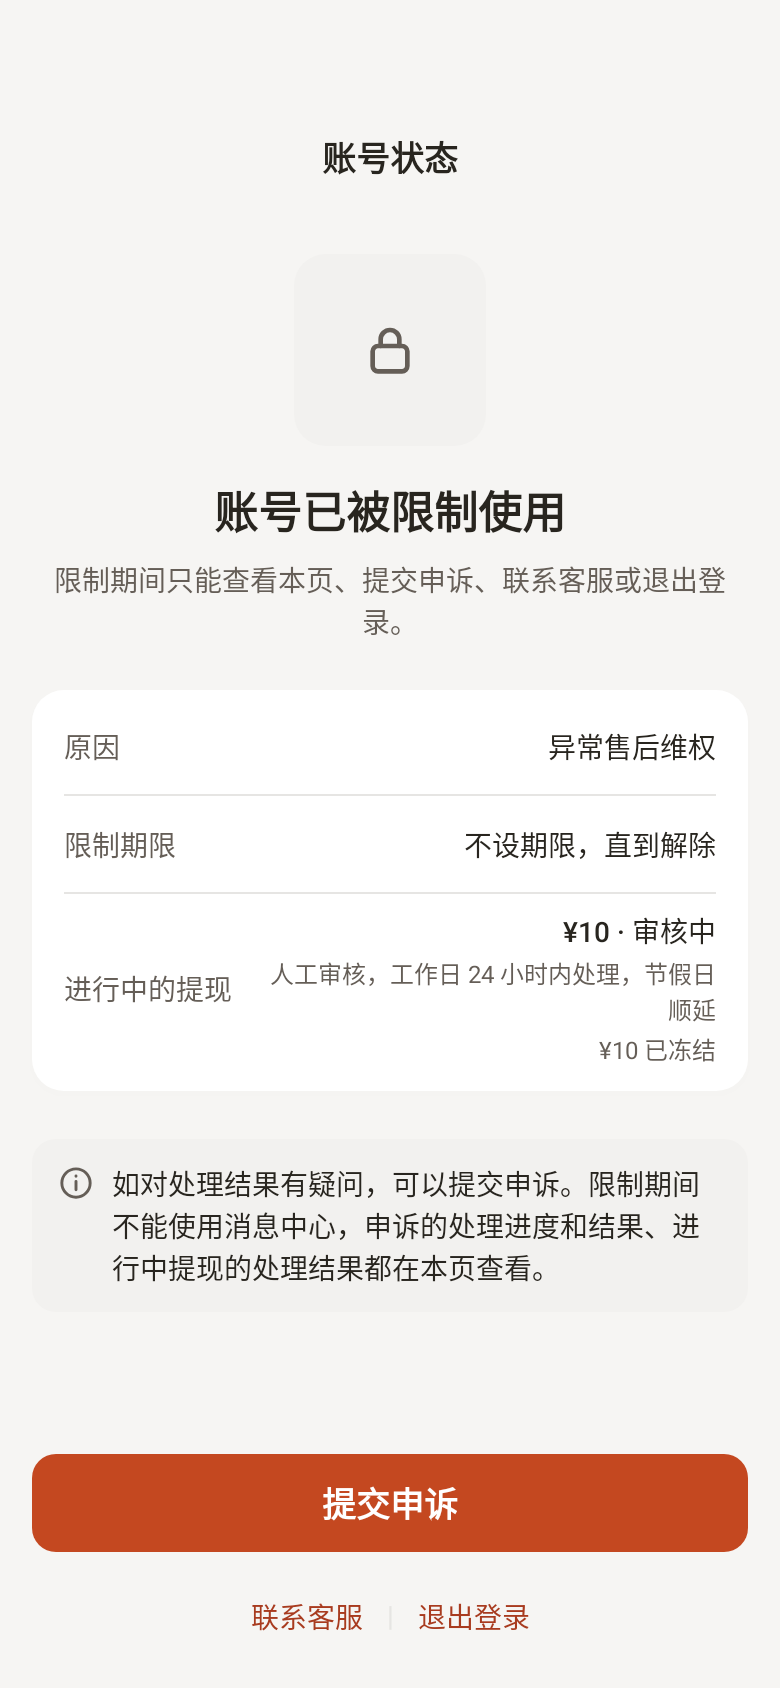 账号状态
账号已被限制使用
限制期间只能查看本页、提交申诉、联系客服或退出登
录。
原因
异常售后维权
限制期限
不设期限，直到解除
进行中的提现
¥10 · 审核中
人工审核，工作日 24 小时内处理，节假日
顺延
¥10 已冻结
如对处理结果有疑问，可以提交申诉。限制期间
不能使用消息中心，申诉的处理进度和结果、进
行中提现的处理结果都在本页查看。
提交申诉
联系客服
退出登录